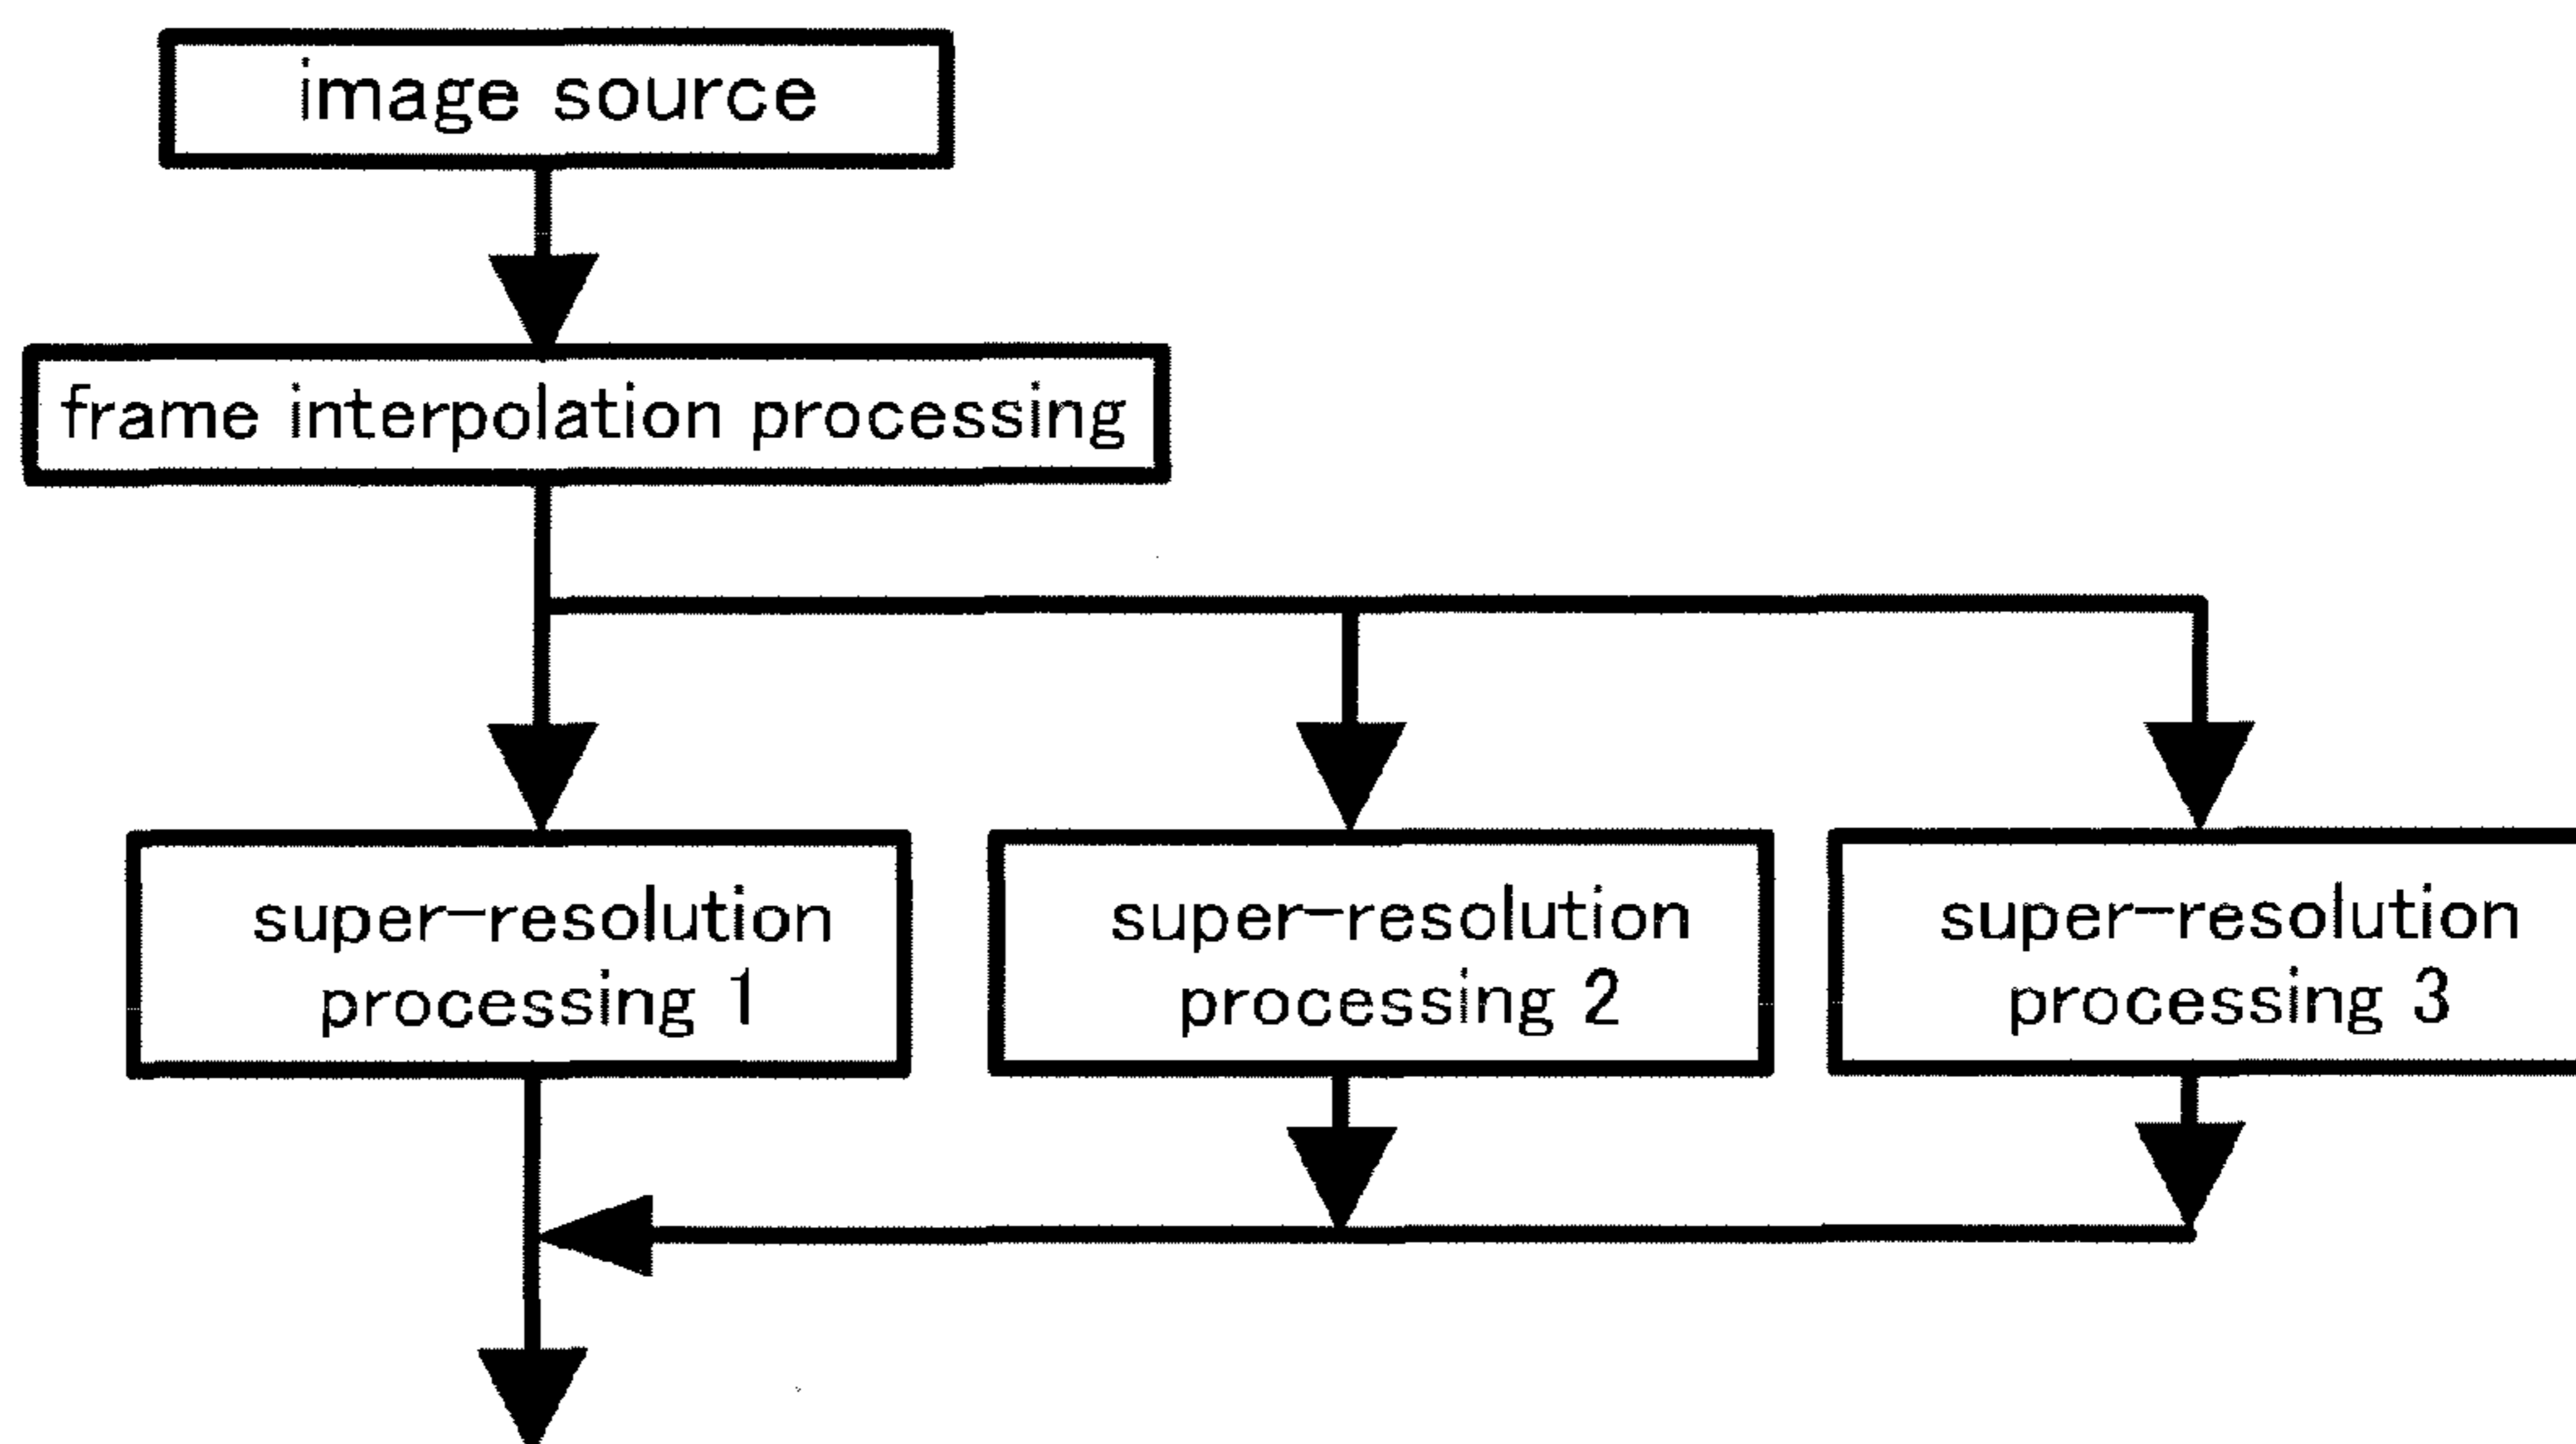 image source
frame interpolation processing
super-resolution
processing 1
super-resolution
processing 2
super-resolution
processing 3